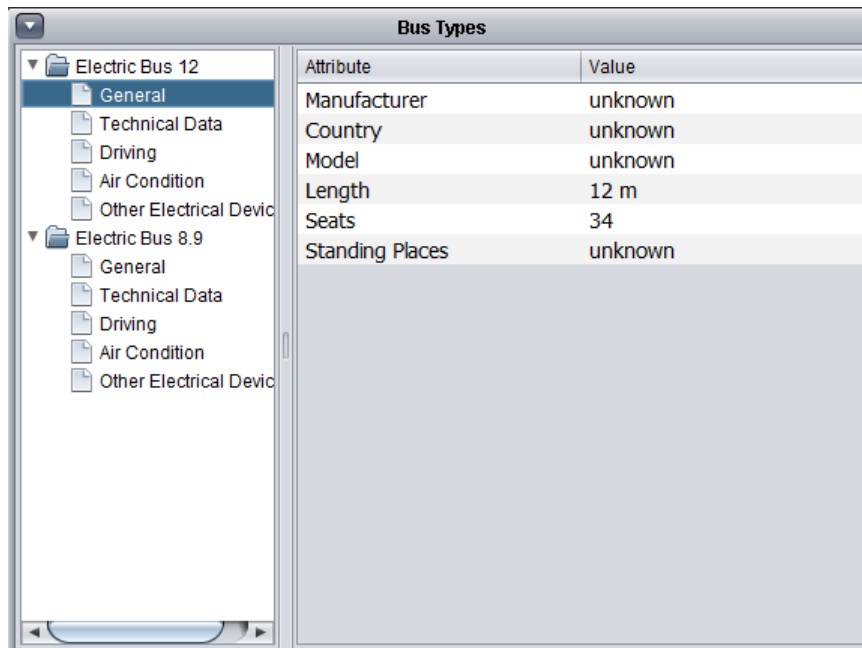 Bus Types
Electric Bus 12
General
Technical Data
Driving
Air Condition
Other Electrical Devic
Electric Bus 8.9
General
Technical Data
Driving
Air Condition
Other Electrical Devic
Attribute Value
Manufacturer unknown
Country unknown
Model unknown
Length 12 m
Seats 34
Standing Places unknown